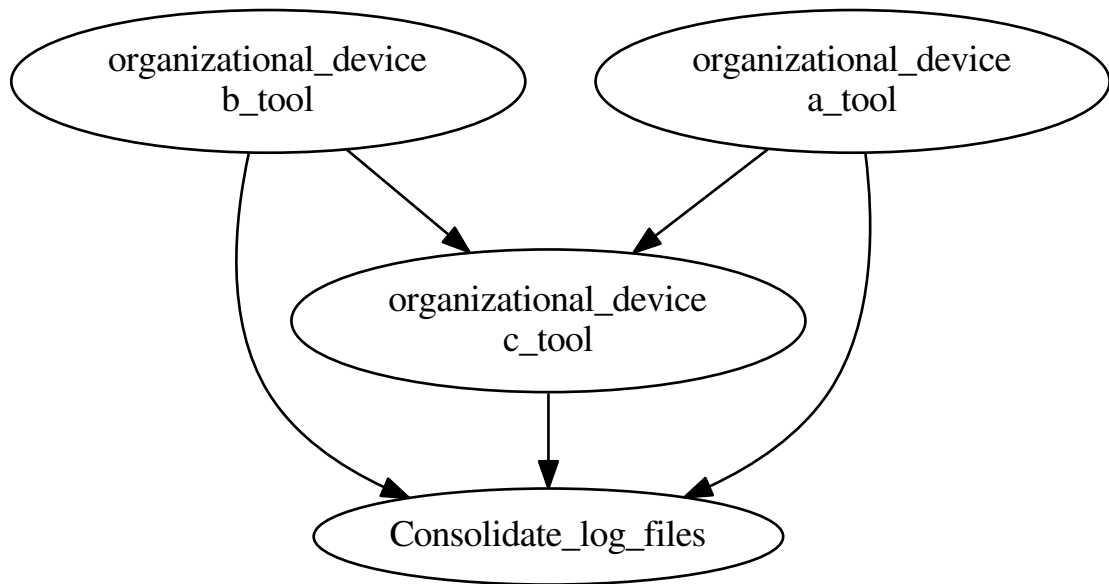 organizational_device
b_tool
organizational_device
a_tool
organizational_device
c_tool
Consolidate_log_files